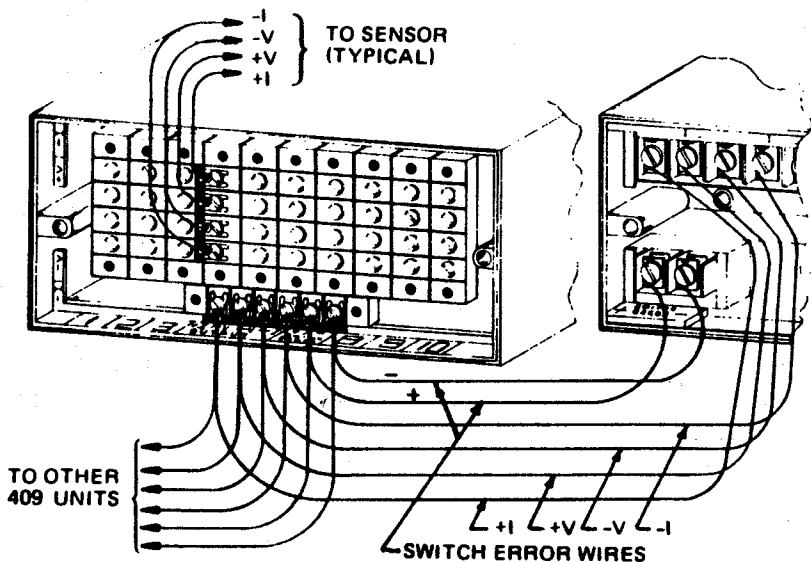 -I
-V
+V
+I
TO SENSOR
(TYPICAL)
-
+
TO OTHER
409 UNITS
+I +V -V -I
SWITCH ERROR WIRES